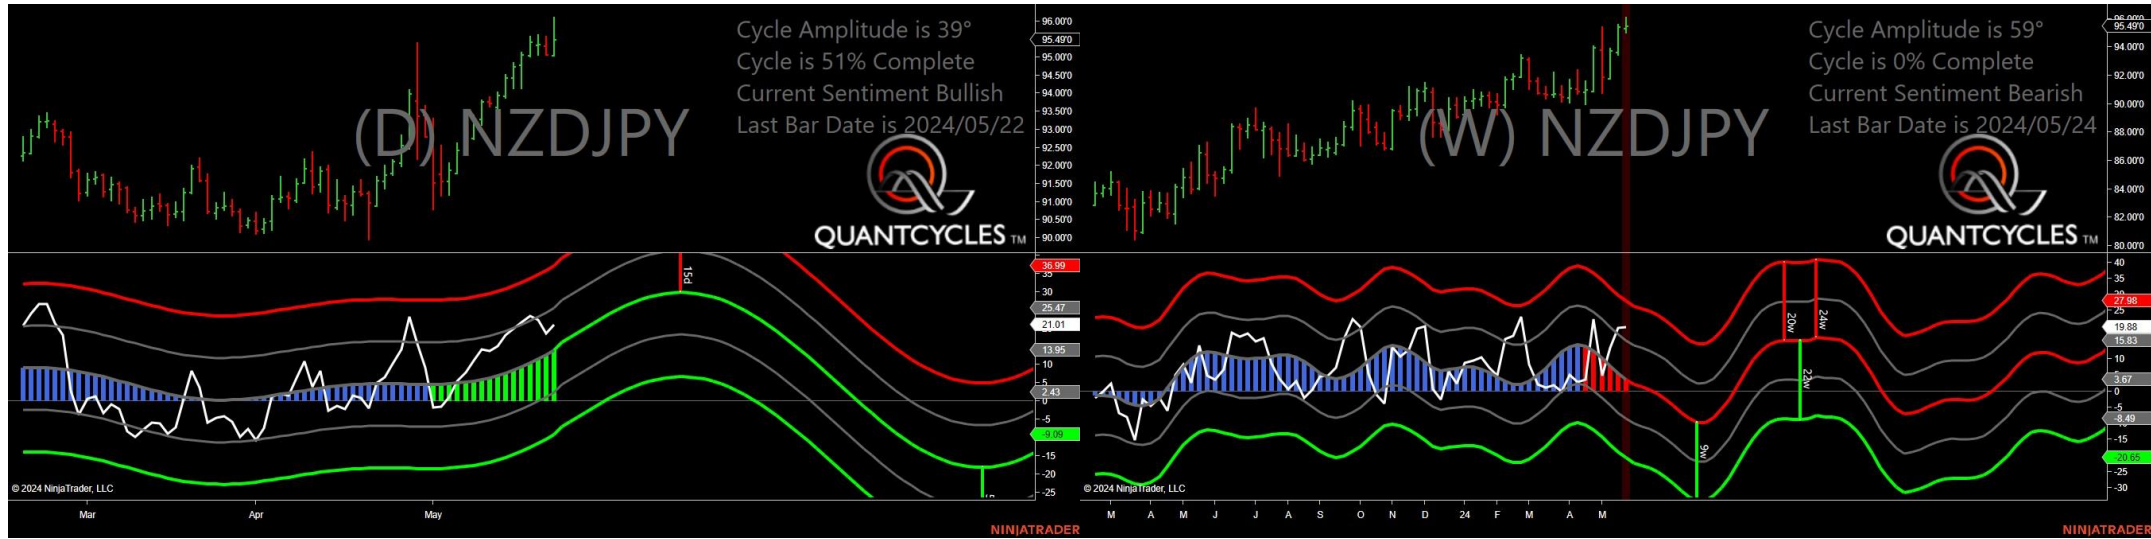 Cycle Amplitude is 39°
Cycle is 51% Complete
Current Sentiment Bullish
Last Bar Date is 2024/05/22
(D) NZDJPY
QUANTCYCLES TM
96.00'0
95.49'0
95.00'0
94.50'0
94.00'0
93.50'0
93.00'0
92.50'0
92.00'0
91.50'0
91.00'0
90.50'0
90.00'0
15d
36.99
35
30
25.47
21.01
13.95
10
5
2.43
-5
-9.09
-15
-20
-25
© 2024 NinjaTrader, LLC
Mar Apr May
NINJATRADER
Cycle Amplitude is 59°
Cycle is 0% Complete
Current Sentiment Bearish
Last Bar Date is 2024/05/24
(W) NZDJPY
QUANTCYCLES TM
96.00'0
95.49'0
94.00'0
92.00'0
90.00'0
88.00'0
86.00'0
84.00'0
82.00'0
80.00'0
9w
20w
22w
24w
40
35
27.98
25
19.88
15.83
10
3.67
0
-5
-8.49
-15
-20.65
-25
-30
© 2024 NinjaTrader, LLC
M A M J J A S O N D 24 F M A M
NINJATRADER